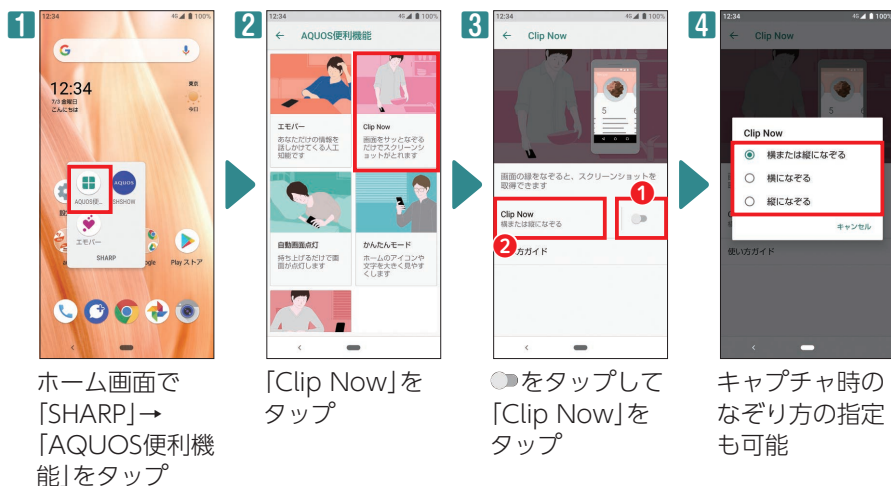 1
12:34
4G 100%
G
12:34
7/3 金曜日
こんにちは
東京
今日
AQUOS便…
AQUOS
SHSHOW
エモパー
SHARP
Play ストア
ホーム画面で
「SHARP」→
「AQUOS便利機
能」をタップ
2
12:34
4G 100%
← AQUOS便利機能
エモパー
あなただけの情報を
話しかけてくる人工
知能です
Clip Now
画面をサッとなぞる
だけでスクリーンシ
ョットがとれます
自動画面点灯
持ち上げるだけで画
面が点灯します
かんたんモード
ホームのアイコンや
文字を大きく見やす
くします
「Clip Now」を
タップ
3
12:34
4G 100%
← Clip Now
5 6
画面の縁をなぞると、スクリーンショットを
取得できます
1
Clip Now
横または縦になぞる
2
方ガイド
をタップして
「Clip Now」を
タップ
4
12:34
4G 100%
← Clip Now
5 6
Clip Now
横または縦になぞる
横になぞる
縦になぞる
キャンセル
使い方ガイド
キャプチャ時の
なぞり方の指定
も可能